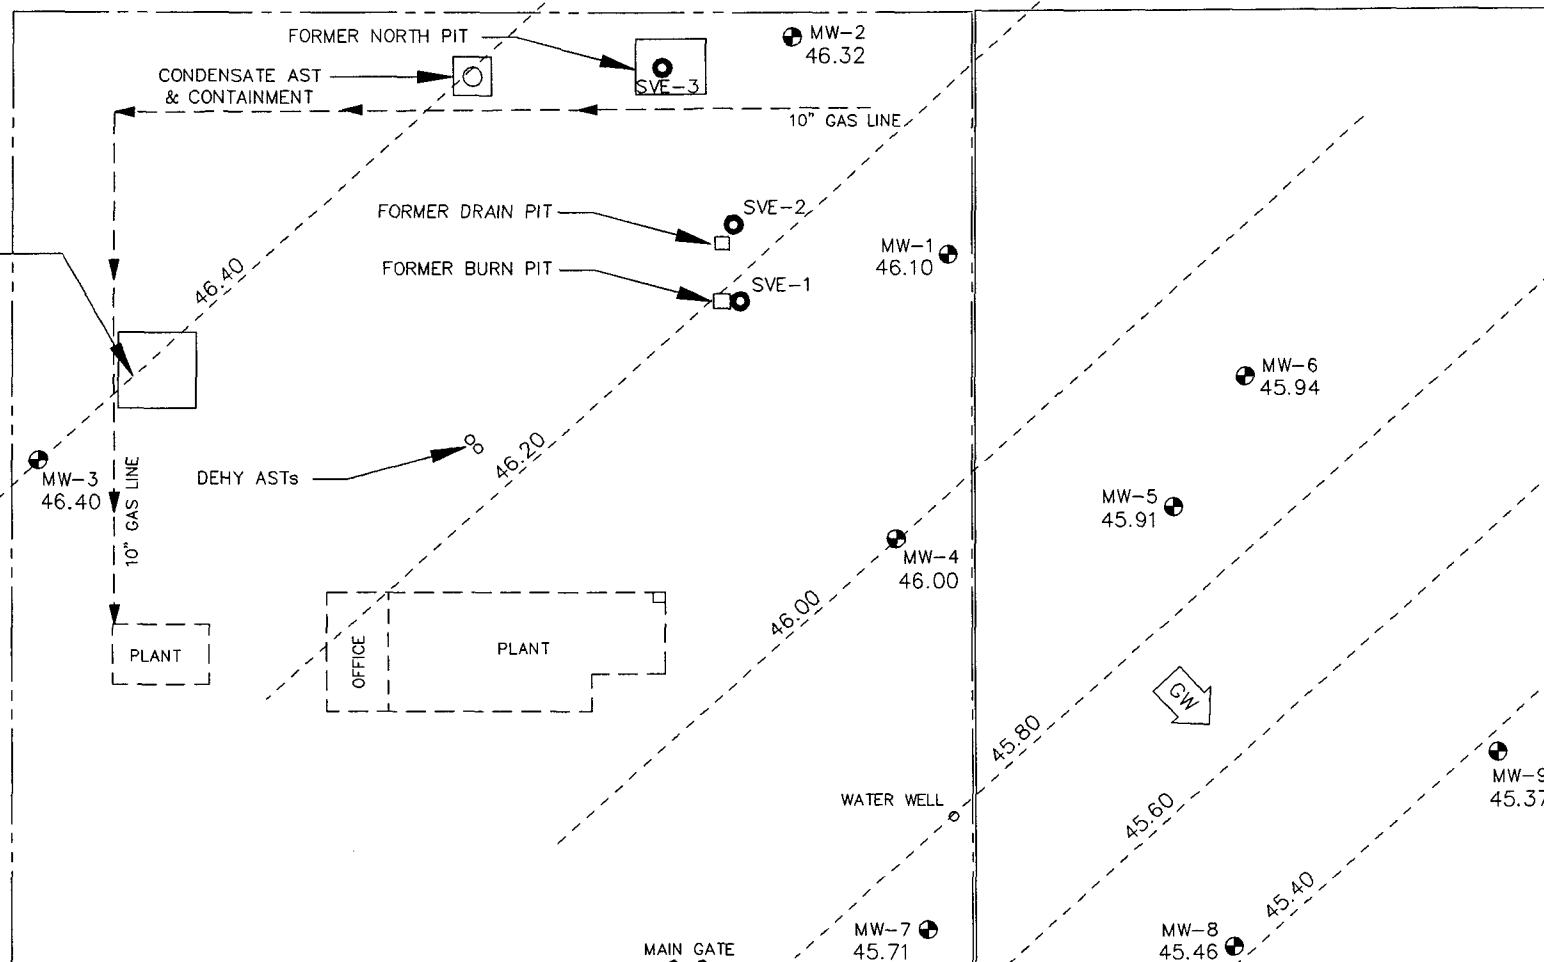 FORMER NORTH PIT
MW-2
46.32
CONDENSATE AST
& CONTAINMENT
SVE-3
10" GAS LINE
FORMER DRAIN PIT
SVE-2
MW-1
46.10
46.40
FORMER BURN PIT
SVE-1
MW-6
45.94
46.20
DEHY ASTs
MW-3
46.40
10" GAS LINE
MW-5
45.91
MW-4
46.00
46.00
PLANT
OFFICE
PLANT
GW
45.80
MW-9
45.37
WATER WELL
45.60
45.40
MW-7
45.71
MW-8
45.46
MAIN GATE